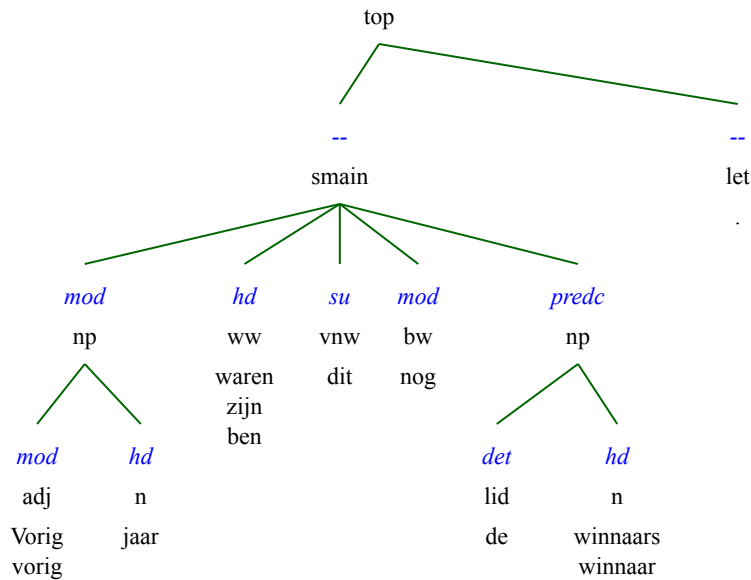 top
-- --
smain let
.
mod hd su mod predc
np ww vnw bw np
waren dit nog
zijn
ben
mod hd det hd
adj n lid n
Vorig jaar de winnaars
vorig winnaar